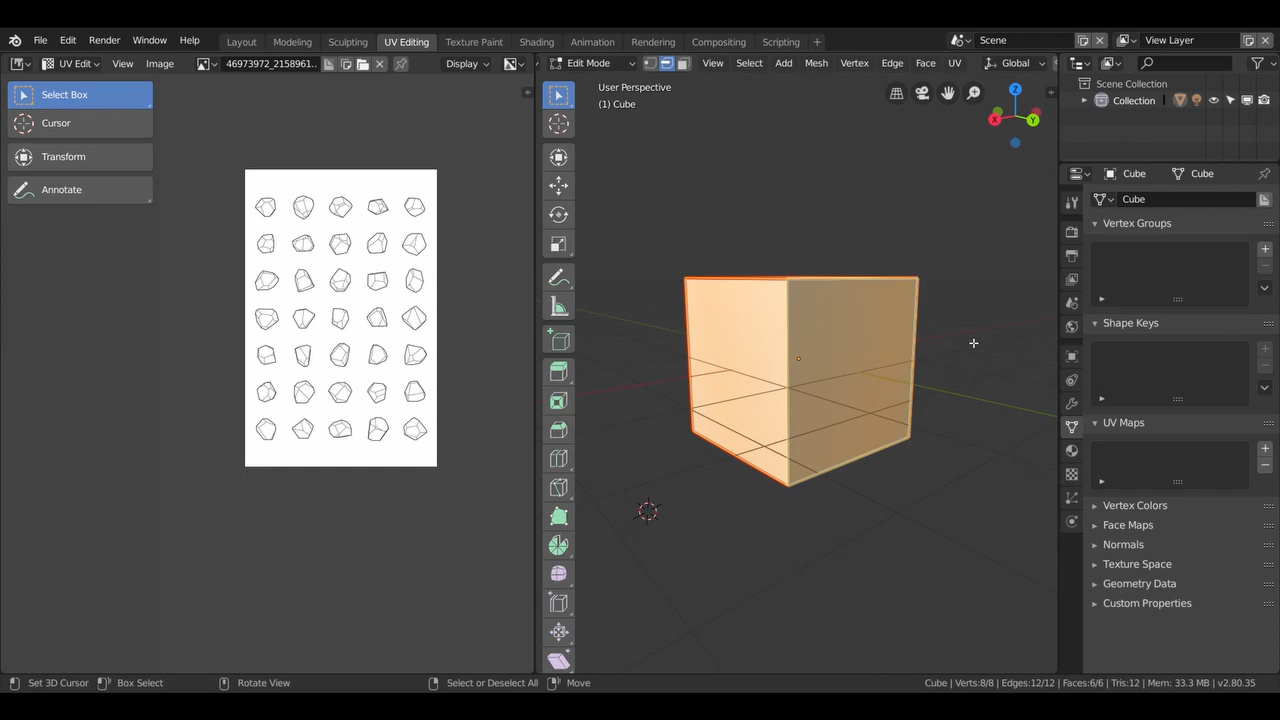 File Edit Render Window Help Layout Modeling Sculpting UV Editing Texture Paint Shading Animation Rendering Compositing Scripting + Scene View Layer
UV Edit View Image 46973972_2158961.. Display Edit Mode View Select Add Mesh Vertex Edge Face UV Global
Select Box
Cursor
Transform
Annotate
User Perspective
(1) Cube
X
Y
Z
Scene Collection
Collection
Cube Cube
Cube
Vertex Groups
Shape Keys
UV Maps
Vertex Colors
Face Maps
Normals
Texture Space
Geometry Data
Custom Properties
Set 3D Cursor Box Select Rotate View Select or Deselect All Move Cube | Verts:8/8 | Edges:12/12 | Faces:6/6 | Tris:12 | Mem: 33.3 MB | v2.80.35